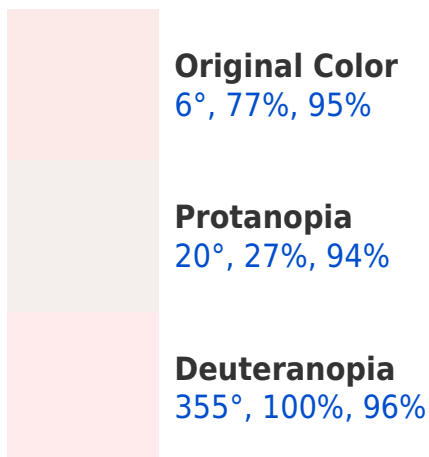 Original Color
6°, 77%, 95%
Protanopia
20°, 27%, 94%
Deuteranopia
355°, 100%, 96%